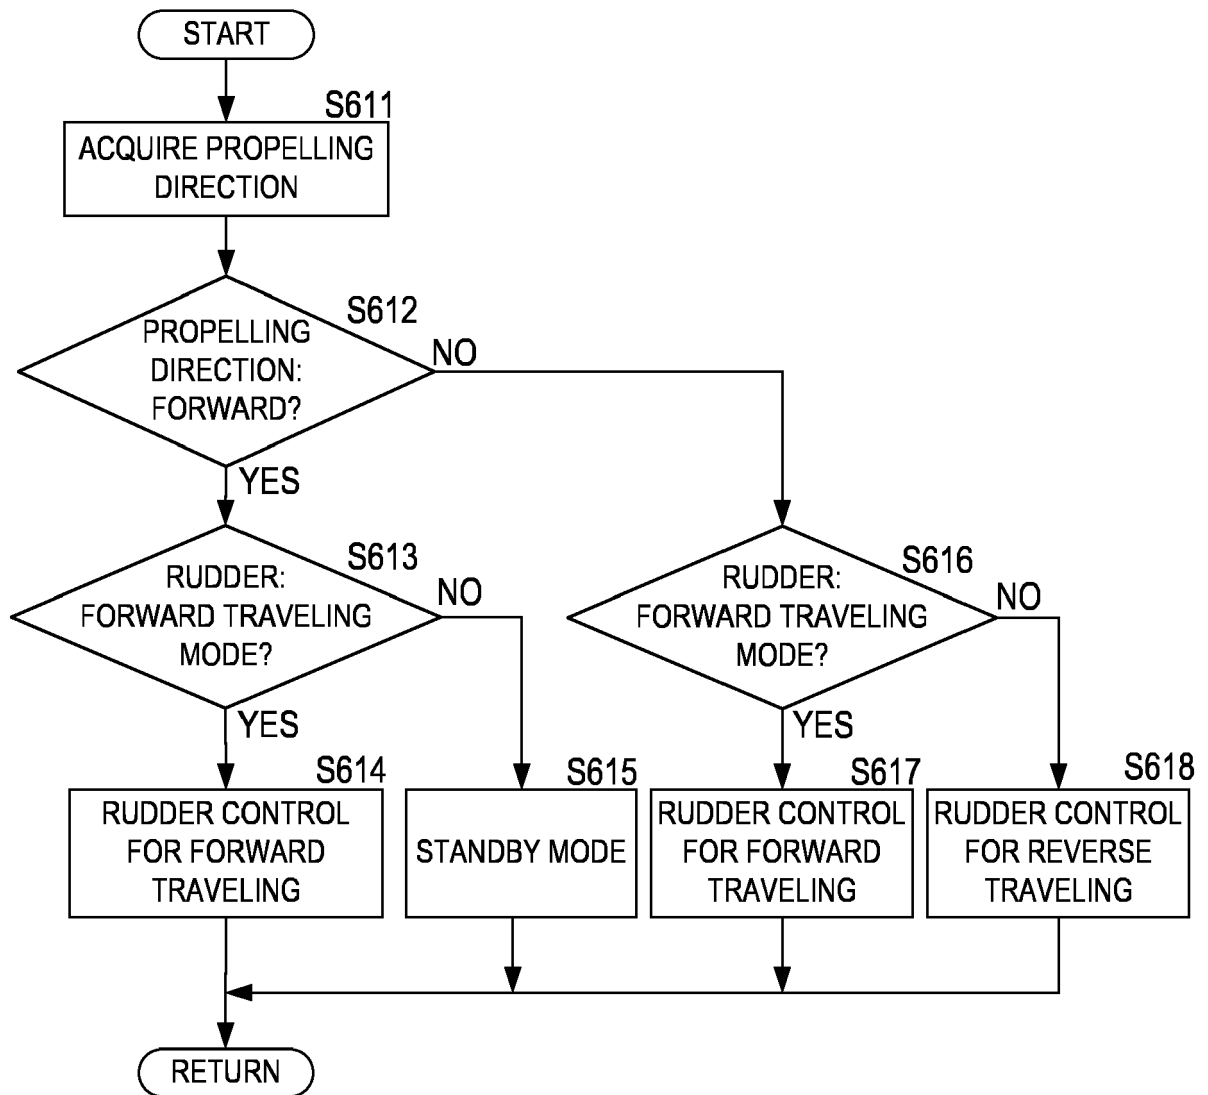 START
S611
ACQUIRE PROPELLING
DIRECTION
S612
PROPELLING
DIRECTION:
FORWARD?
NO
YES
S613
RUDDER:
FORWARD TRAVELING
MODE?
NO
YES
S616
RUDDER:
FORWARD TRAVELING
MODE?
NO
YES
S614
RUDDER CONTROL
FOR FORWARD
TRAVELING
S615
STANDBY MODE
S617
RUDDER CONTROL
FOR FORWARD
TRAVELING
S618
RUDDER CONTROL
FOR REVERSE
TRAVELING
RETURN